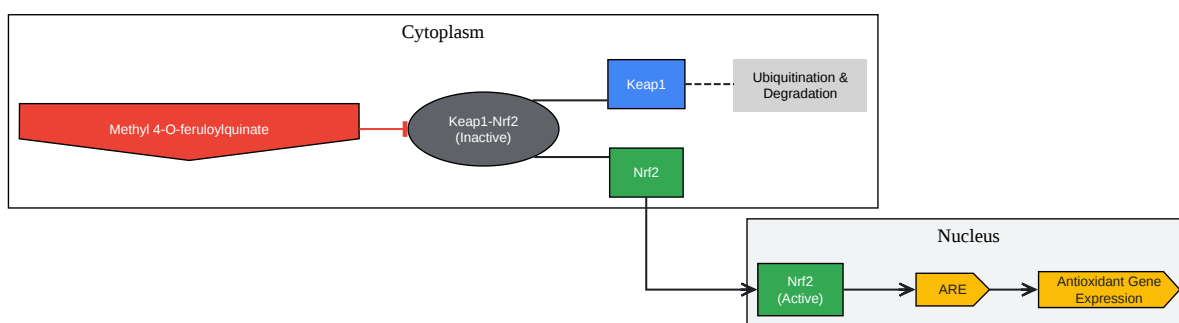 Cytoplasm
Methyl 4-O-feruloylquinate
Keap1-Nrf2
(Inactive)
Keap1
Ubiquitination &
Degradation
Nrf2
Nucleus
Nrf2
(Active)
ARE
Antioxidant Gene
Expression